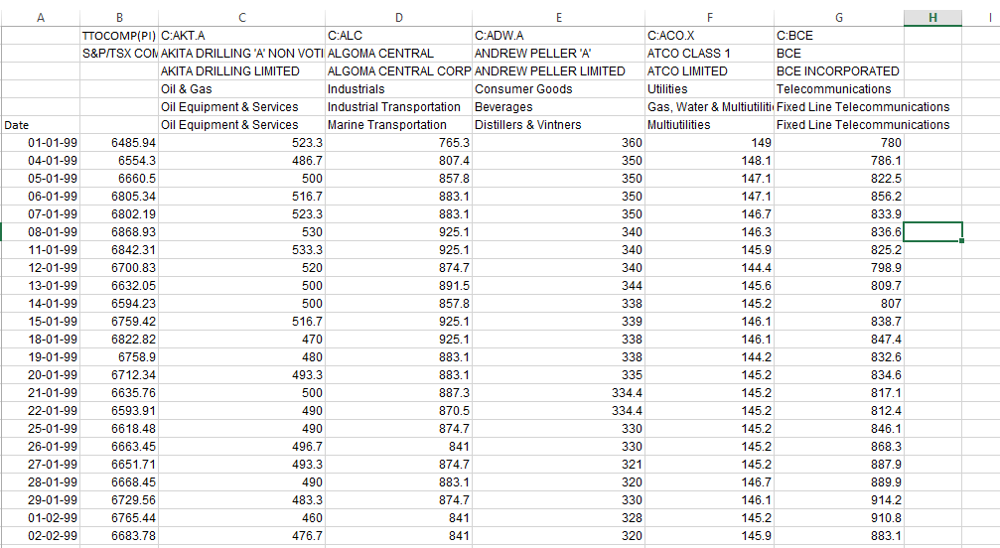 A B C D E F G H I
TTOCOMP(PI) C:AKT.A C:ALC C:ADW.A C:ACO.X C:BCE
S&P/TSX COM AKITA DRILLING 'A' NON VOTI ALGOMA CENTRAL ANDREW PELLER 'A' ATCO CLASS 1 BCE
AKITA DRILLING LIMITED ALGOMA CENTRAL CORP ANDREW PELLER LIMITED ATCO LIMITED BCE INCORPORATED
Oil & Gas Industrials Consumer Goods Utilities Telecommunications
Oil Equipment & Services Industrial Transportation Beverages Gas, Water & Multiutiliti Fixed Line Telecommunications
Date Oil Equipment & Services Marine Transportation Distillers & Vintners Multiutilities Fixed Line Telecommunications
01-01-99 6485.94 523.3 765.3 360 149 780
04-01-99 6554.3 486.7 807.4 350 148.1 786.1
05-01-99 6660.5 500 857.8 350 147.1 822.5
06-01-99 6805.34 516.7 883.1 350 147.1 856.2
07-01-99 6802.19 523.3 883.1 350 146.7 833.9
08-01-99 6868.93 530 925.1 340 146.3 836.6
11-01-99 6842.31 533.3 925.1 340 145.9 825.2
12-01-99 6700.83 520 874.7 340 144.4 798.9
13-01-99 6632.05 500 891.5 344 145.6 809.7
14-01-99 6594.23 500 857.8 338 145.2 807
15-01-99 6759.42 516.7 925.1 339 146.1 838.7
18-01-99 6822.82 470 925.1 338 146.1 847.4
19-01-99 6758.9 480 883.1 338 144.2 832.6
20-01-99 6712.34 493.3 883.1 335 145.2 834.6
21-01-99 6635.76 500 887.3 334.4 145.2 817.1
22-01-99 6593.91 490 870.5 334.4 145.2 812.4
25-01-99 6618.48 490 874.7 330 145.2 846.1
26-01-99 6663.45 496.7 841 330 145.2 868.3
27-01-99 6651.71 493.3 874.7 321 145.2 887.9
28-01-99 6668.45 490 883.1 320 146.7 889.9
29-01-99 6729.56 483.3 874.7 330 146.1 914.2
01-02-99 6765.44 460 841 328 145.2 910.8
02-02-99 6683.78 476.7 841 320 145.9 883.1